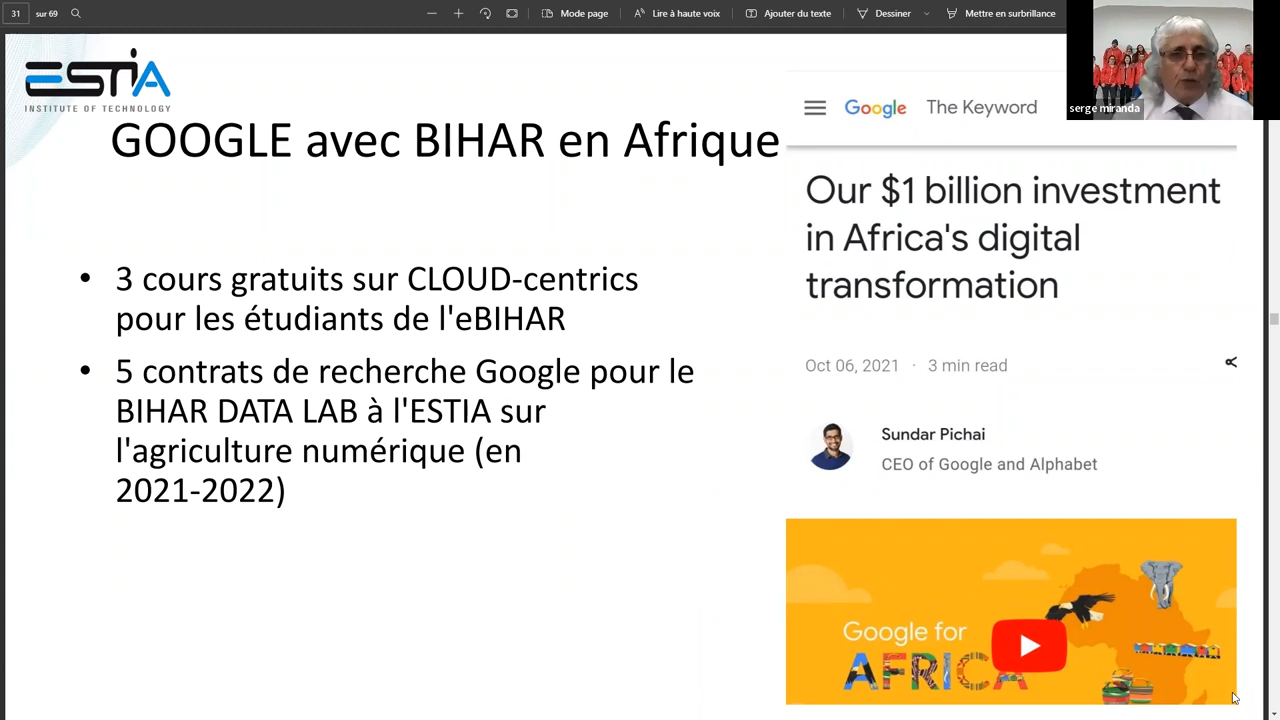 31 sur 69
Mode page
Lire à haute voix
Ajouter du texte
Dessiner
Mettre en surbrillance
serge miranda
ESTIA
INSTITUTE OF TECHNOLOGY
GOOGLE avec BIHAR en Afrique
• 3 cours gratuits sur CLOUD-centrics
pour les étudiants de l'eBIHAR
• 5 contrats de recherche Google pour le
BIHAR DATA LAB à l'ESTIA sur
l'agriculture numérique (en
2021-2022)
Google The Keyword
Our $1 billion investment
in Africa's digital
transformation
Oct 06, 2021 · 3 min read
Sundar Pichai
CEO of Google and Alphabet
Google for
AFRICA